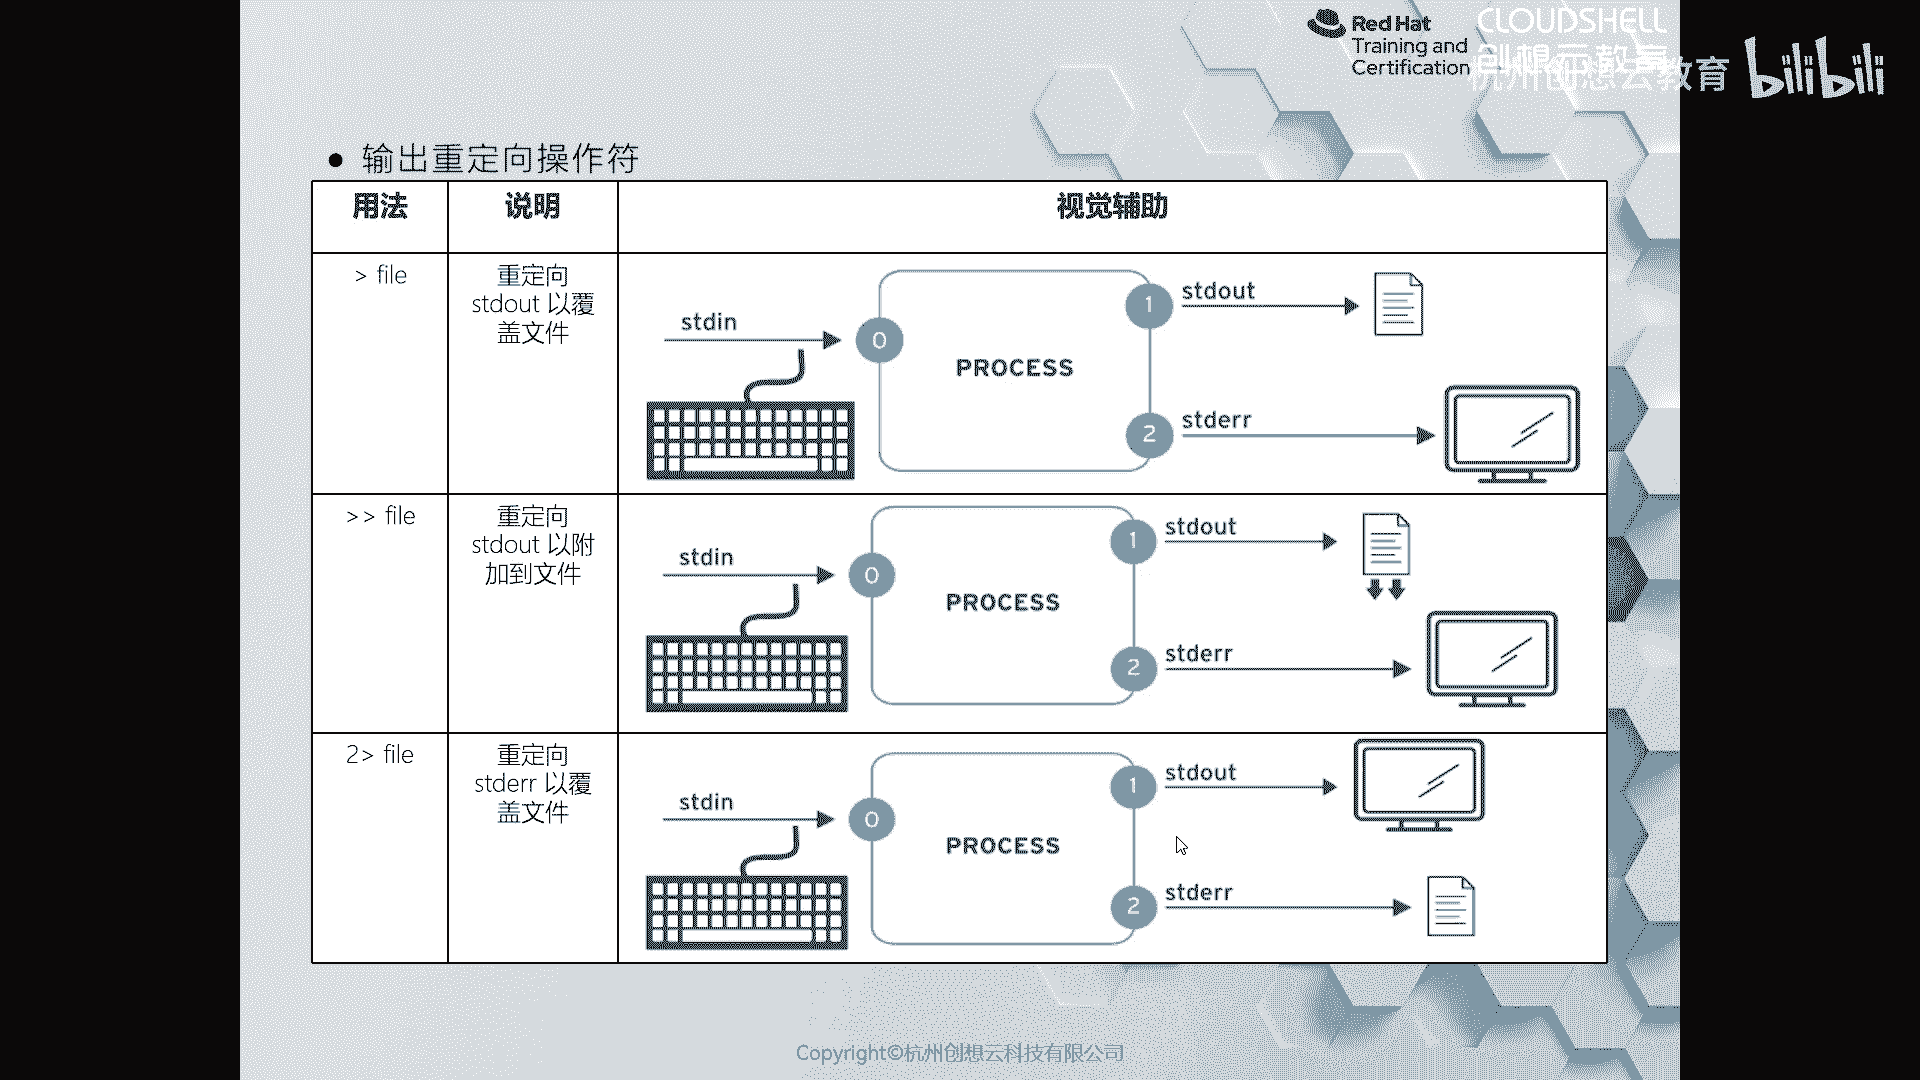 Red Hat
Training and
Certification
CLOUDSHELL
创想云教育
杭州创想云教育
bilibili
● 输出重定向操作符
用法
说明
视觉辅助
> file
重定向
stdout 以覆
盖文件
stdin
0
PROCESS
1
stdout
2
stderr
>> file
重定向
stdout 以附
加到文件
stdin
0
PROCESS
1
stdout
2
stderr
2> file
重定向
stderr 以覆
盖文件
stdin
0
PROCESS
1
stdout
2
stderr
Copyright©杭州创想云科技有限公司